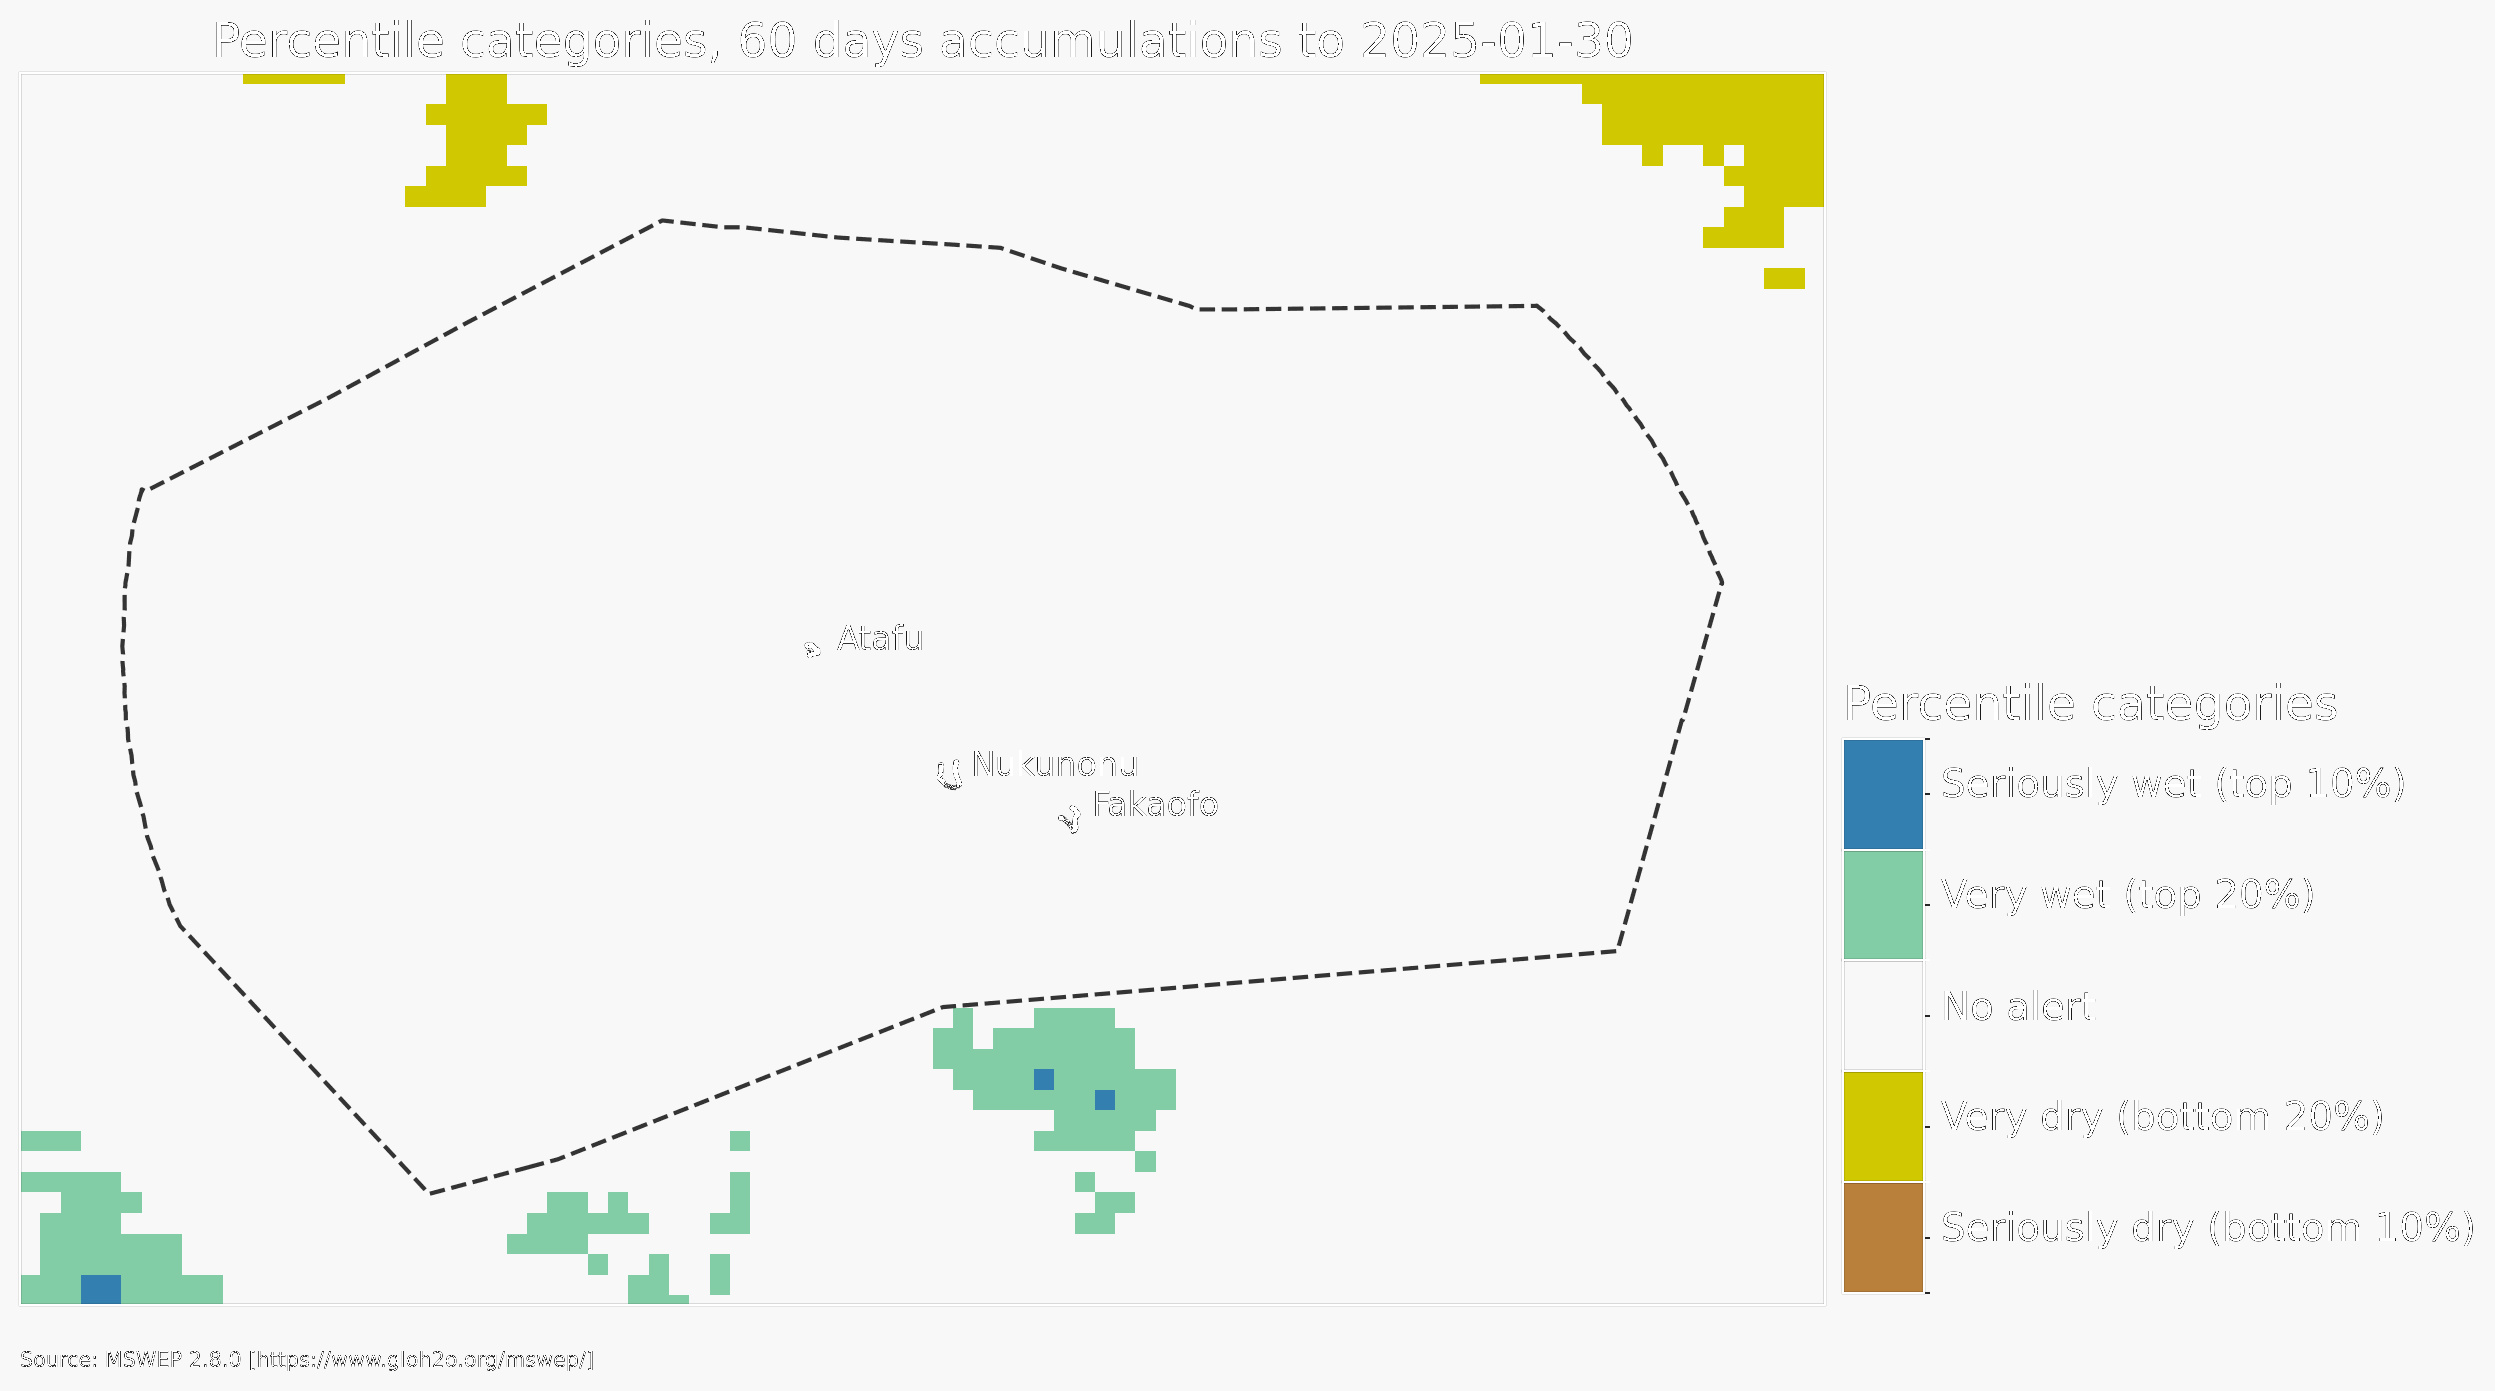 Percentile categories, 60 days accumulations to 2025-01-30
Atafu
Nukunonu
Fakaofo
Percentile categories
Seriously wet (top 10%)
Very wet (top 20%)
No alert
Very dry (bottom 20%)
Seriously dry (bottom 10%)
Source: MSWEP 2.8.0 [https://www.gloh2o.org/mswep/]